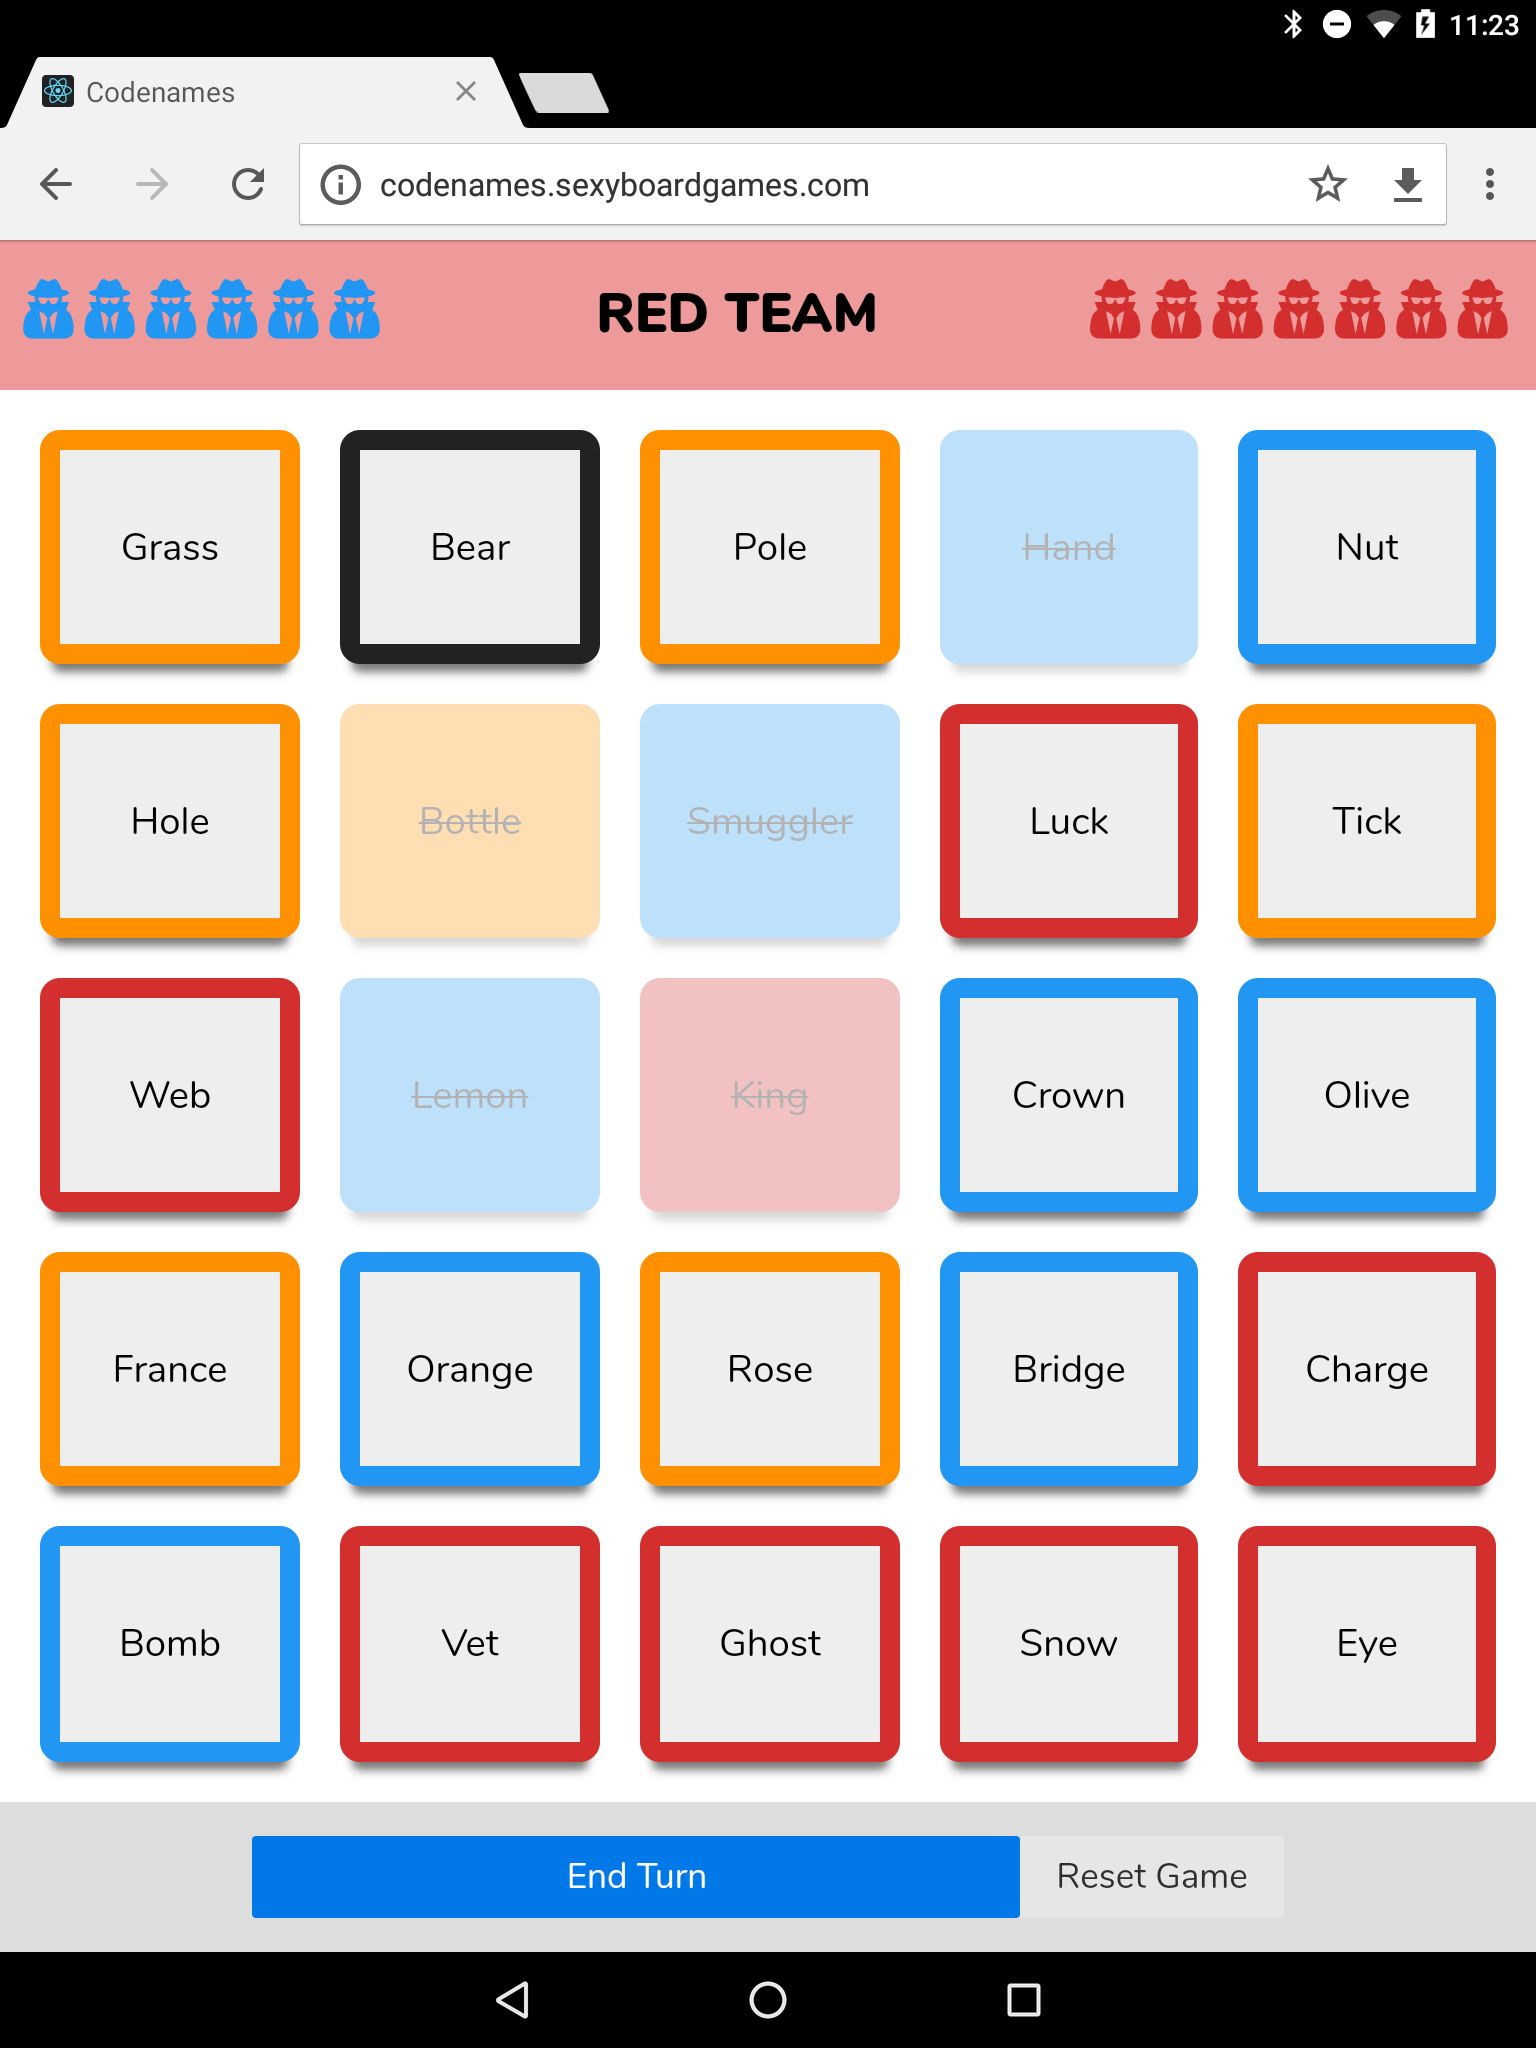 11:23
Codenames
codenames.sexyboardgames.com
RED TEAM
Grass Bear Pole Hand Nut
Hole Bottle Smuggler Luck Tick
Web Lemon King Crown Olive
France Orange Rose Bridge Charge
Bomb Vet Ghost Snow Eye
End Turn Reset Game